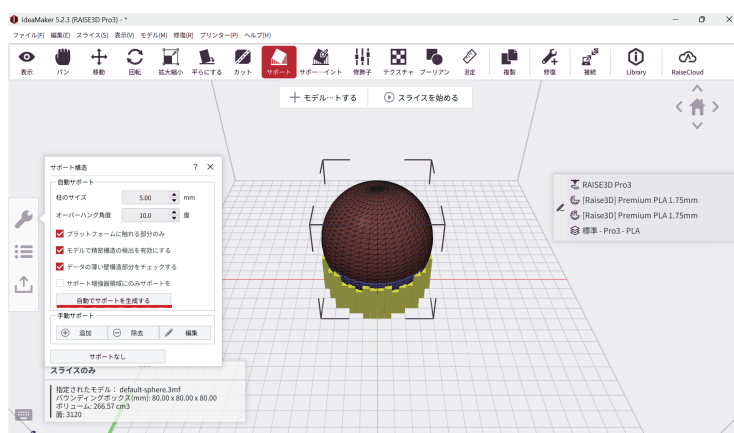 ideaMaker 5.2.3 (RAISE3D Pro3) - *
ファイル(F) 編集(E) スライス(S) 表示(V) モデル(M) 修復(R) プリンター(P) ヘルプ(H)
表示 パン 移動 回転 拡大縮小 平らにする カット サポート サポー…イント 修飾子 テクスチャ ブーリアン 測定 複製 修復 接続 Library RaiseCloud
モデル…トする スライスを始める
サポート構造 ? ×
自動サポート
柱のサイズ 5.00 mm
オーバーハング角度 10.0 度
プラットフォームに触れる部分のみ
モデルで精密構造の検出を有効にする
データの薄い壁構造部分をチェックする
サポート増強器領域にのみサポートを
自動でサポートを生成する
手動サポート
追加 除去 編集
サポートなし
RAISE3D Pro3
[Raise3D] Premium PLA 1.75mm
[Raise3D] Premium PLA 1.75mm
標準 - Pro3 - PLA
スライスのみ
指定されたモデル： default-sphere.3mf
バウンディングボックス(mm): 80.00 x 80.00 x 80.00
ボリューム: 266.57 cm3
面: 3120